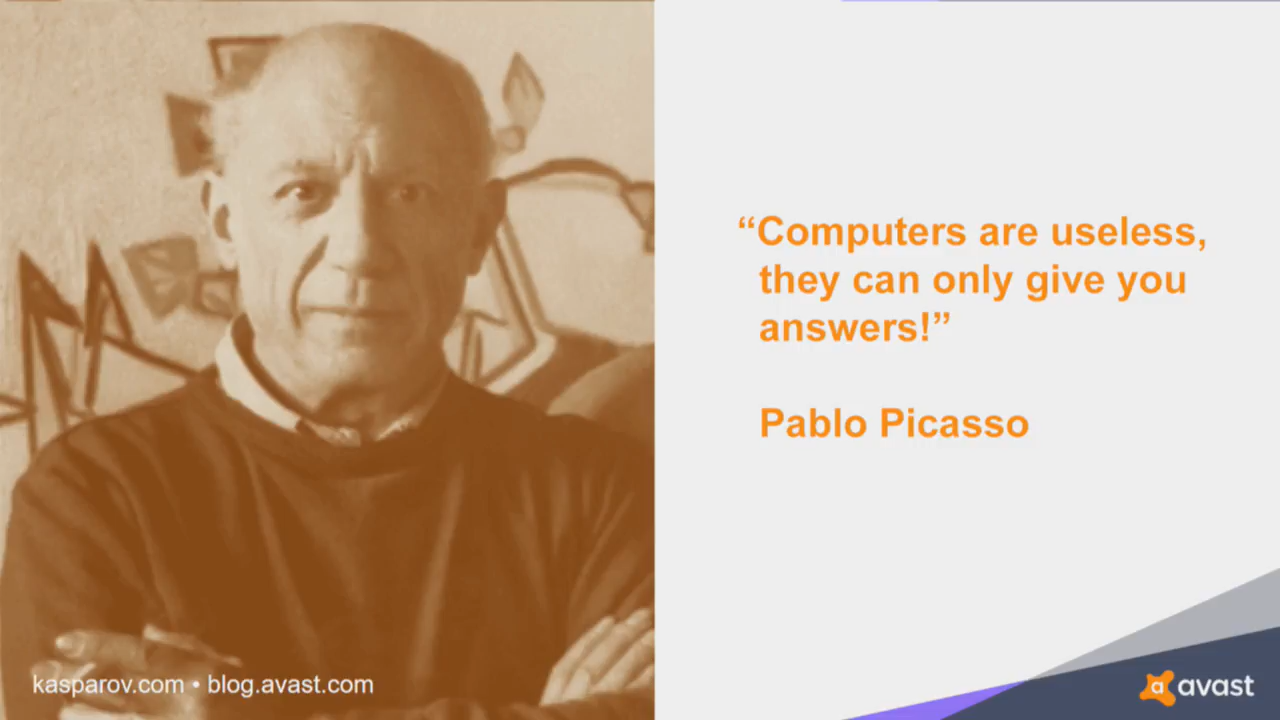 “Computers are useless,
they can only give you
answers!”
Pablo Picasso
kasparov.com • blog.avast.com
a avast